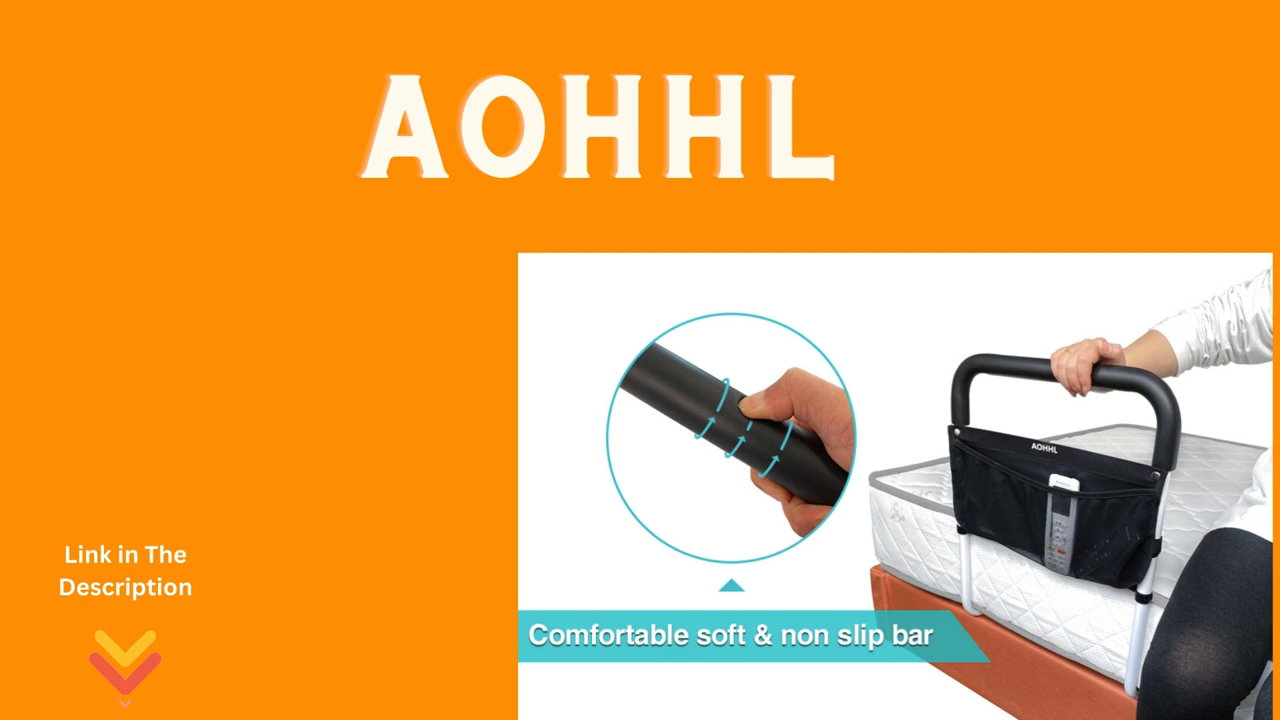 AOHHL
AOHHL
Link in The
Description
Comfortable soft & non slip bar